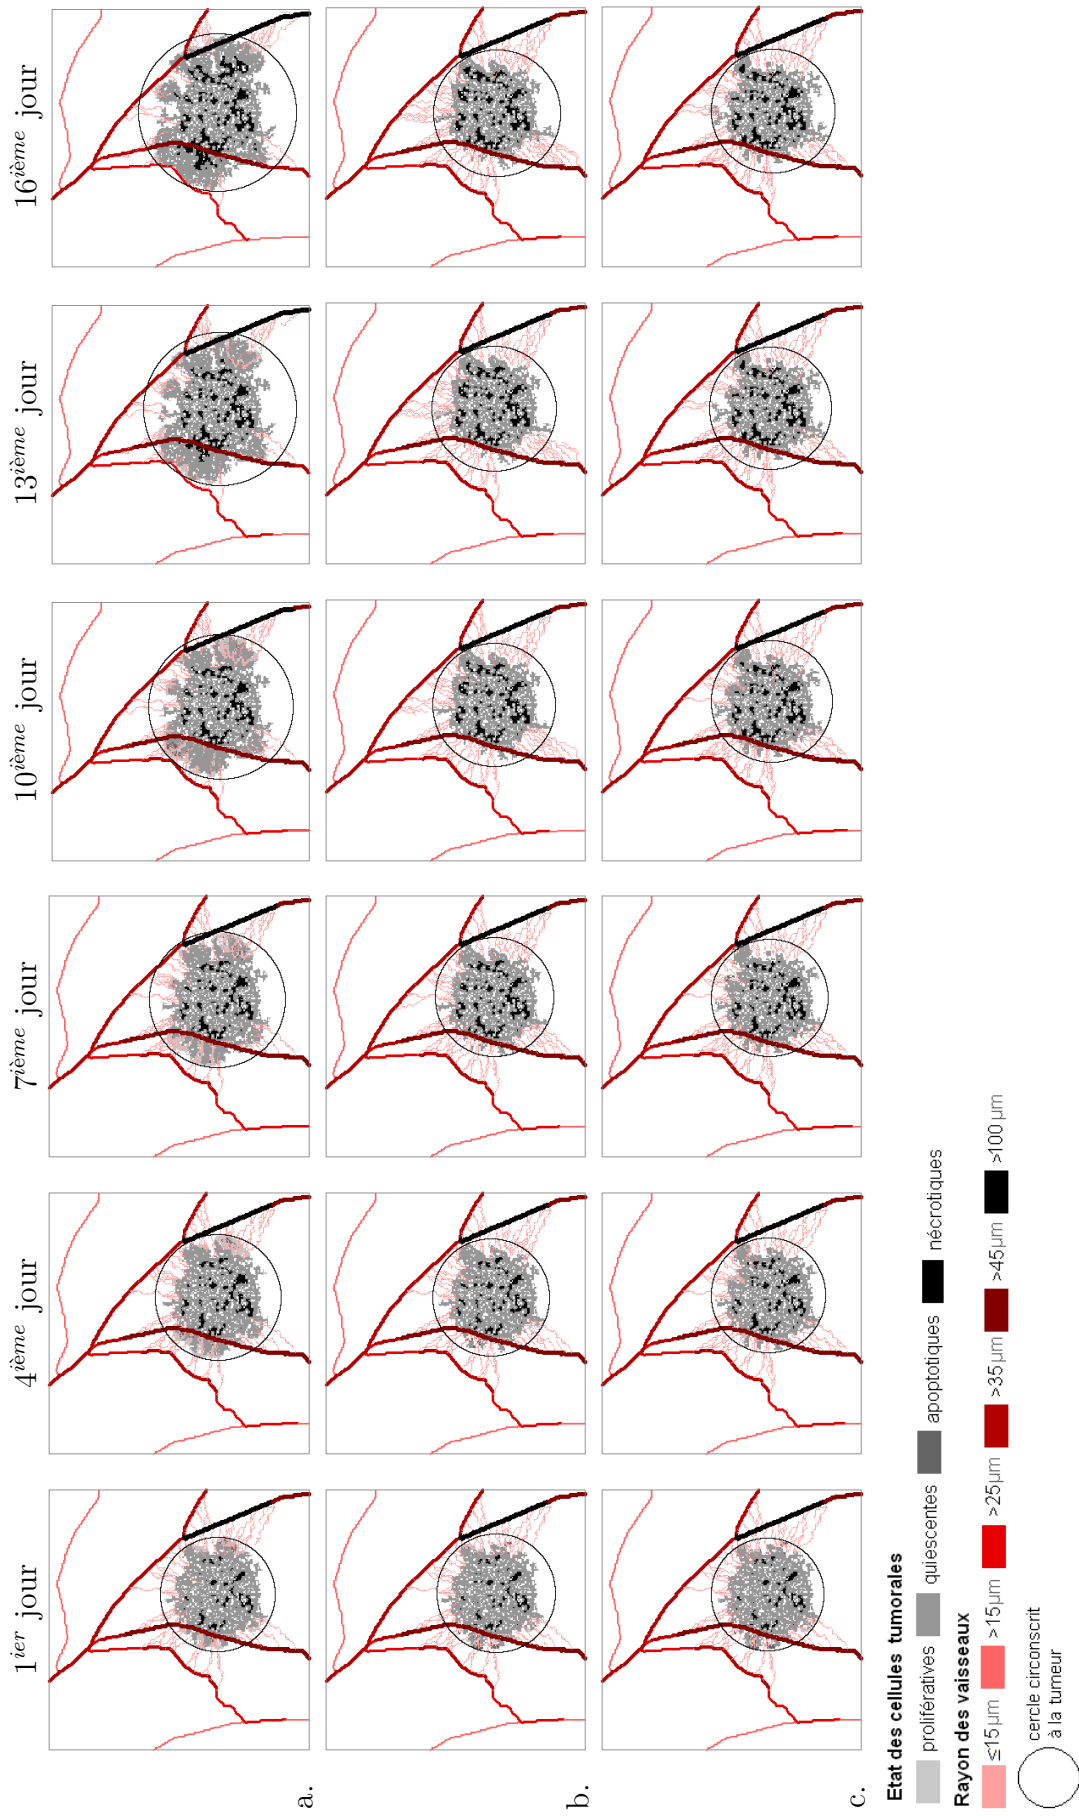 1ier jour
4ième jour
7ième jour
10ième jour
13ième jour
16ième jour
a.
b.
c.
Etat des cellules tumorales
prolifératives quiescentes apoptotiques nécrotiques
Rayon des vaisseaux
≤15µm >15µm >25µm >35µm >45µm >100µm
cercle circonscrit
à la tumeur